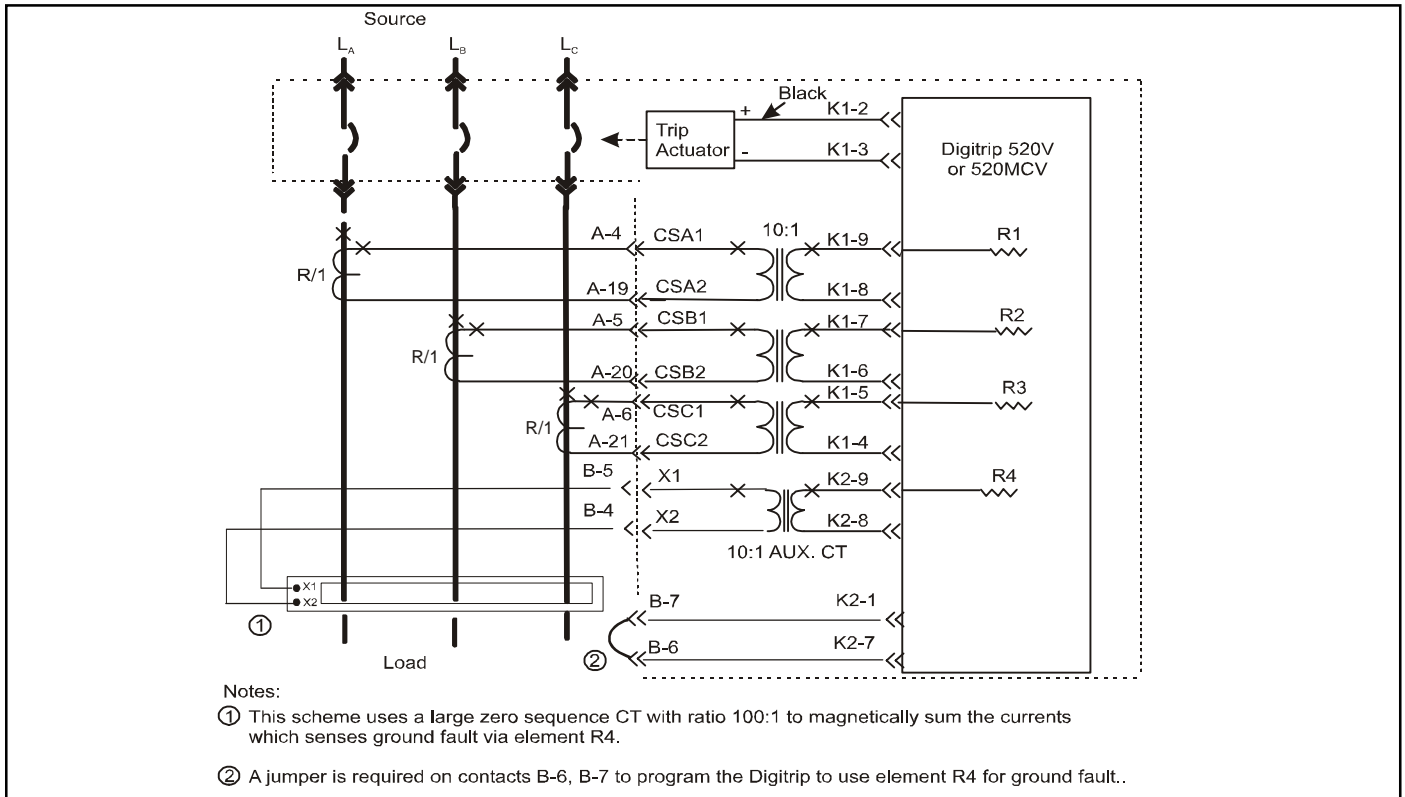 Source
LA LB LC
Black
+ K1-2
Trip
Actuator
- K1-3
Digitrip 520V
or 520MCV
A-4 CSA1 10:1 K1-9 R1
R/1
A-19 CSA2 K1-8
A-5 CSB1 K1-7 R2
R/1
A-20 CSB2 K1-6
K1-5 R3
A-6 CSC1
R/1
A-21 CSC2 K1-4
B-5 X1 K2-9 R4
B-4 X2 K2-8
10:1 AUX. CT
X1
X2
①
B-7 K2-1
② B-6 K2-7
Load
Notes:
① This scheme uses a large zero sequence CT with ratio 100:1 to magnetically sum the currents
which senses ground fault via element R4.
② A jumper is required on contacts B-6, B-7 to program the Digitrip to use element R4 for ground fault..